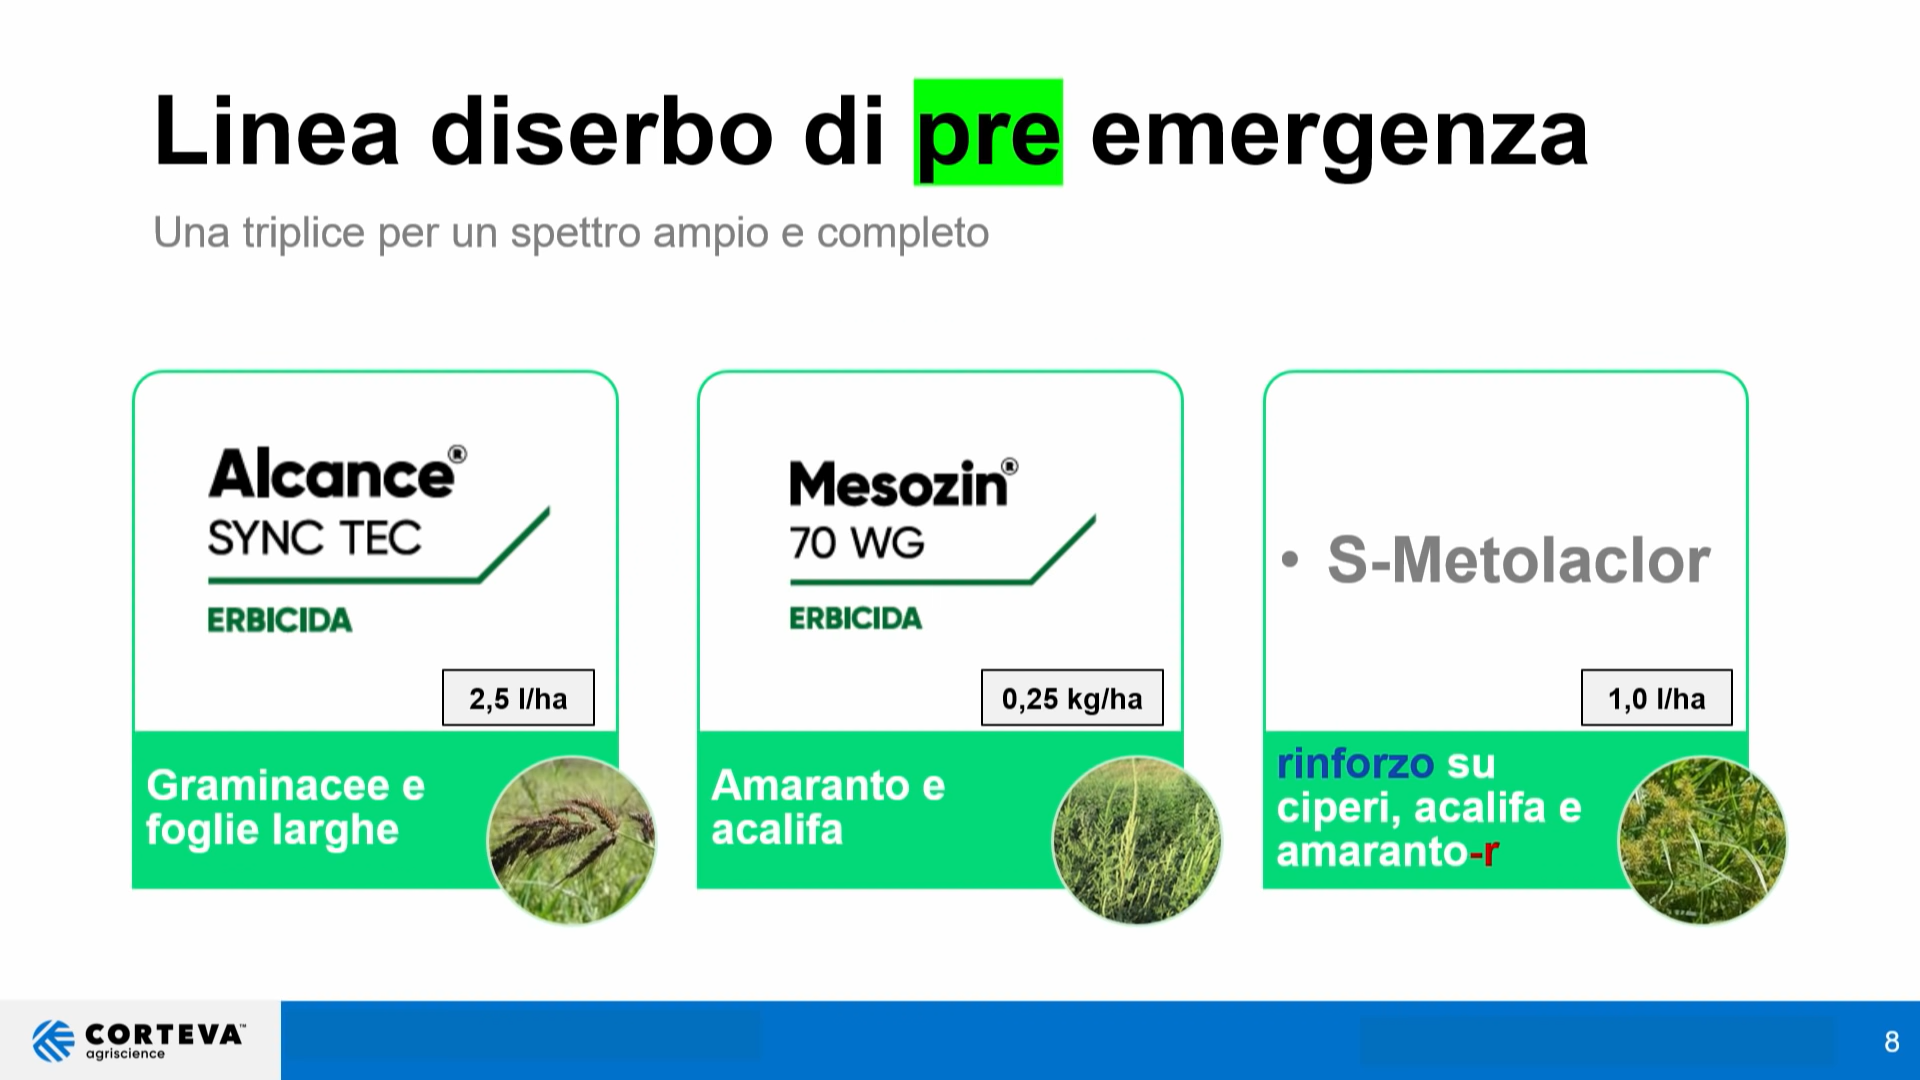 Linea diserbo di pre emergenza
Una triplice per un spettro ampio e completo
Alcance®
SYNC TEC
ERBICIDA
2,5 l/ha
Graminacee e
foglie larghe
Mesozin®
70 WG
ERBICIDA
0,25 kg/ha
Amaranto e
acalifa
• S-Metolaclor
1,0 l/ha
rinforzo su
ciperi, acalifa e
amaranto-r
CORTEVA™
agriscience
8